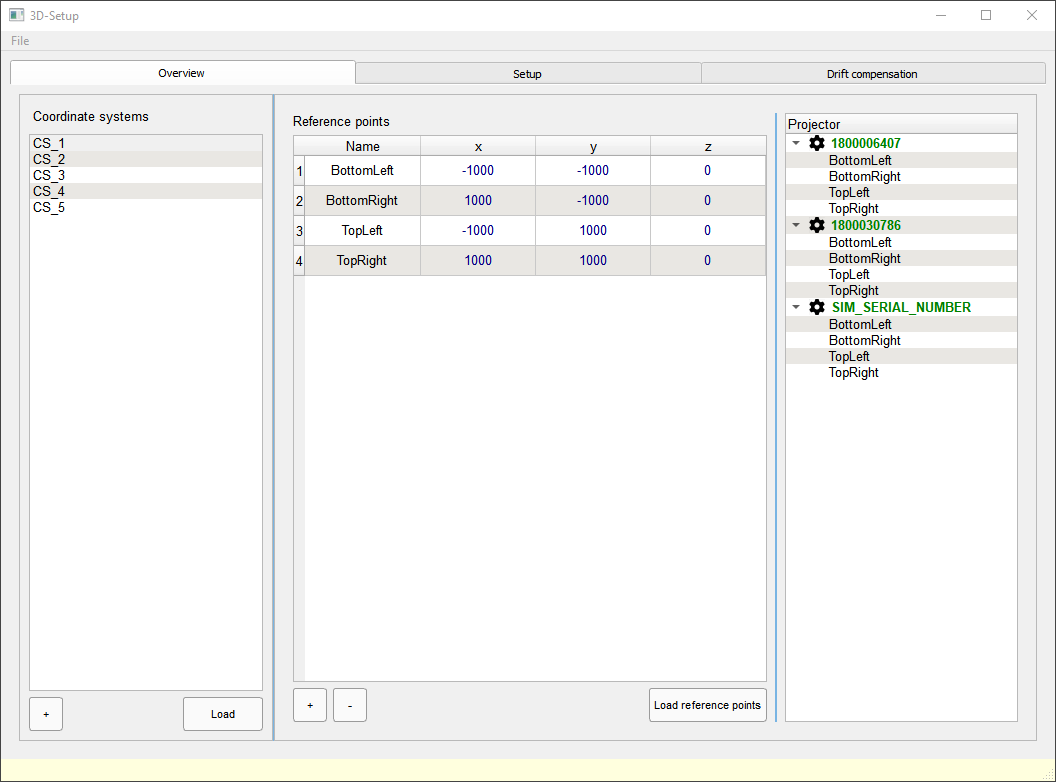 3D-Setup
File
Overview Setup Drift compensation
Coordinate systems
CS_1
CS_2
CS_3
CS_4
CS_5
+ Load
Reference points
Name x y z
1 BottomLeft -1000 -1000 0
2 BottomRight 1000 -1000 0
3 TopLeft -1000 1000 0
4 TopRight 1000 1000 0
+ - Load reference points
Projector
1800006407
BottomLeft
BottomRight
TopLeft
TopRight
1800030786
BottomLeft
BottomRight
TopLeft
TopRight
SIM_SERIAL_NUMBER
BottomLeft
BottomRight
TopLeft
TopRight